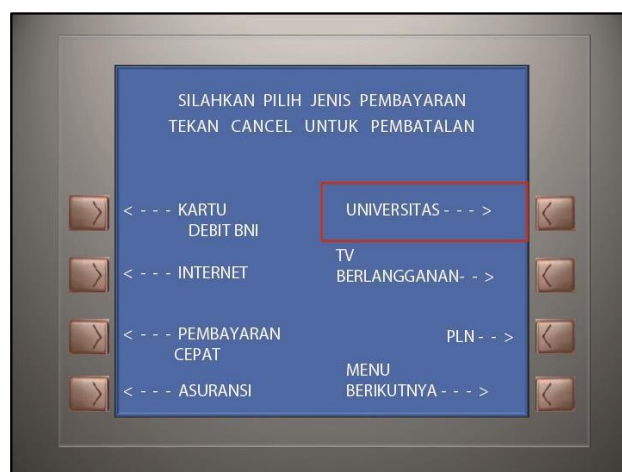 SILAHKAN PILIH JENIS PEMBAYARAN
TEKAN CANCEL UNTUK PEMBATALAN
< - - - KARTU DEBIT BNI
UNIVERSITAS - - - >
< - - - INTERNET
TV BERLANGGANAN- - >
< - - - PEMBAYARAN CEPAT
PLN - - >
< - - - ASURANSI
MENU BERIKUTNYA - - - >